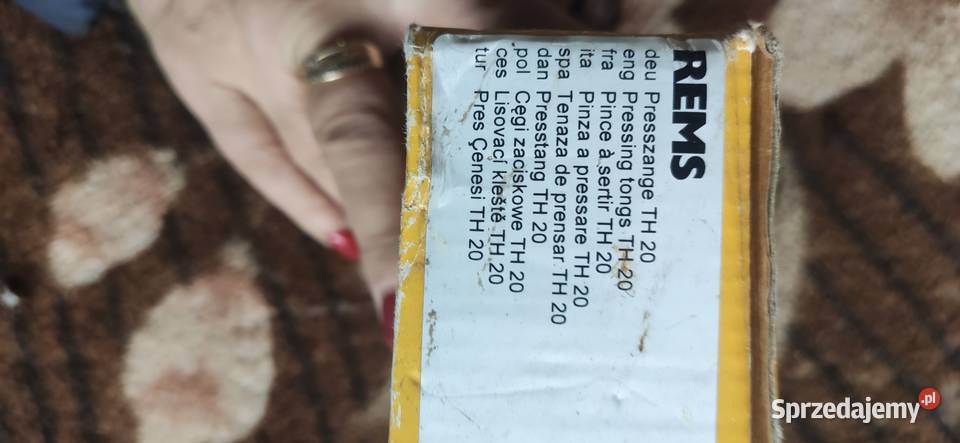 REMS
deu Presszange TH 20
eng Pressing tongs TH 20
fra Pince à sertir TH 20
ita Pinza a pressare TH 20
spa Tenaza de prensar TH 20
dan Presstang TH 20
pol Cęgi zaciskowe TH 20
ces Lisovací kleště TH 20
tur Pres Çenesi TH 20
Sprzedajemy.pl